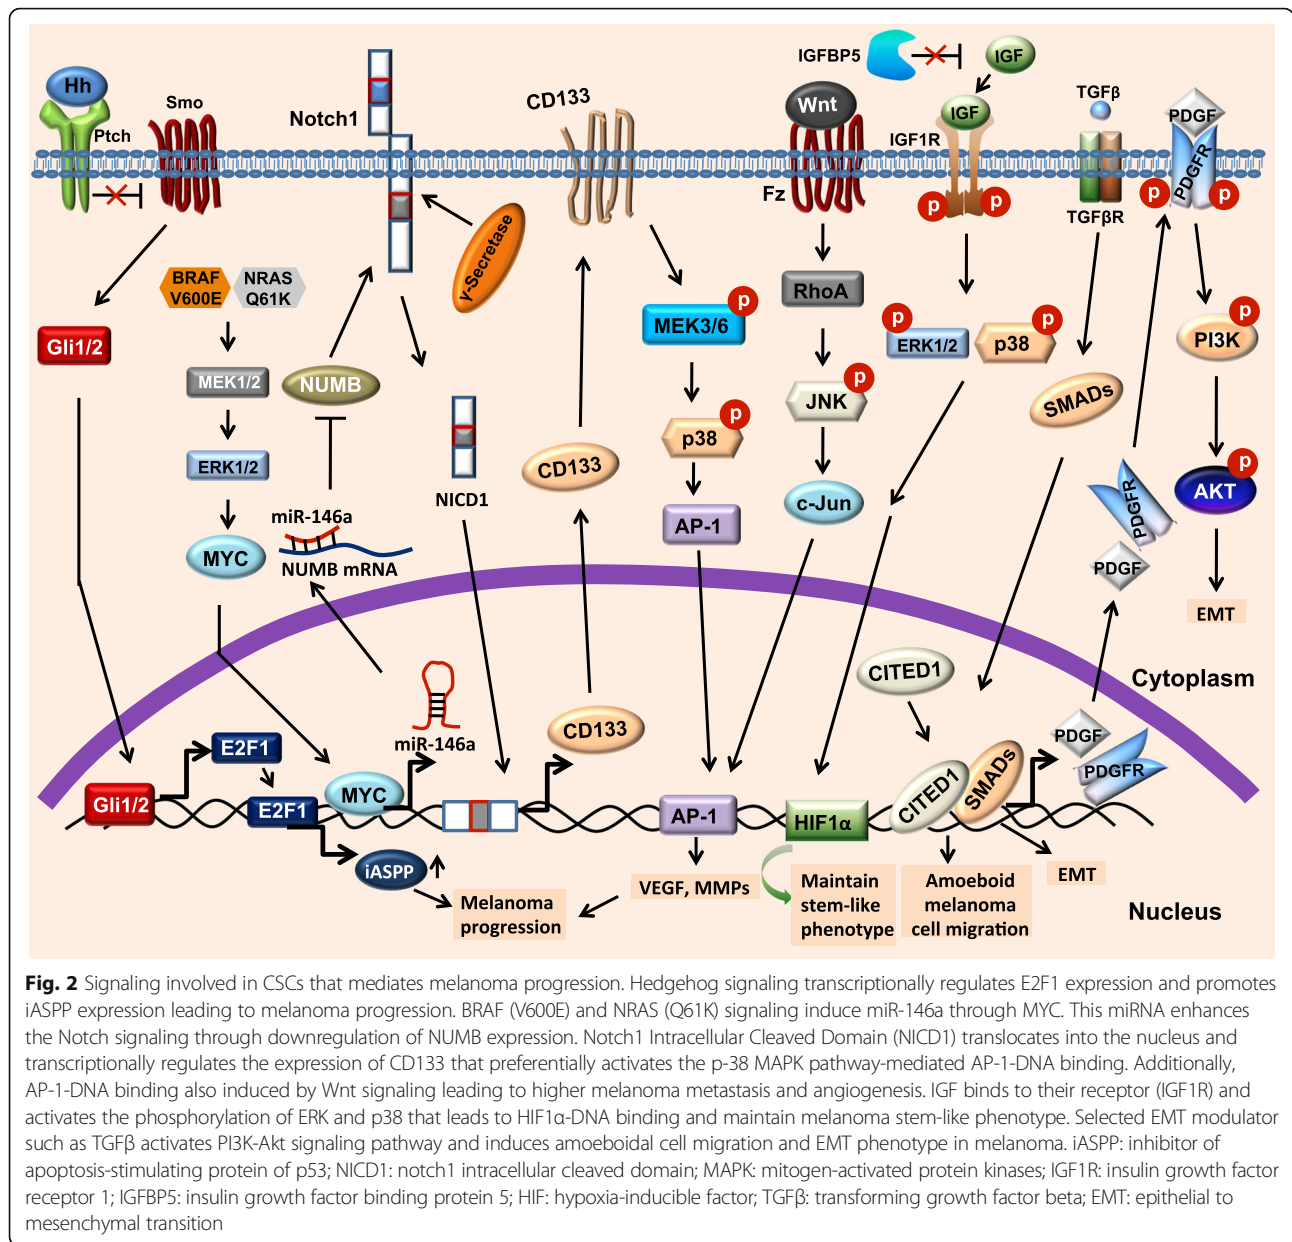 IGFBP5
IGF
Hh
Smo
CD133
Wnt
TGFβ
PDGF
Notch1
Ptch
IGF1R
IGF
PDGFR
Fz
p
p
TGFβR
p
p
γ-Secretase
BRAF
V600E
NRAS
Q61K
RhoA
p
MEK3/6
p
ERK1/2
p
p38
p
PI3K
Gli1/2
MEK1/2
NUMB
p
JNK
SMADs
p
p38
ERK1/2
CD133
p
AKT
NICD1
c-Jun
PDGFR
miR-146a
AP-1
MYC
NUMB mRNA
PDGF
EMT
CITED1
Cytoplasm
miR-146a
CD133
E2F1
PDGF
SMADs
PDGFR
CITED1
Gli1/2
MYC
E2F1
AP-1
HIF1α
iASPP
VEGF, MMPs
EMT
Melanoma
progression
Maintain
stem-like
phenotype
Amoeboid
melanoma
cell migration
Nucleus
Fig. 2 Signaling involved in CSCs that mediates melanoma progression. Hedgehog signaling transcriptionally regulates E2F1 expression and promotes
iASPP expression leading to melanoma progression. BRAF (V600E) and NRAS (Q61K) signaling induce miR-146a through MYC. This miRNA enhances
the Notch signaling through downregulation of NUMB expression. Notch1 Intracellular Cleaved Domain (NICD1) translocates into the nucleus and
transcriptionally regulates the expression of CD133 that preferentially activates the p-38 MAPK pathway-mediated AP-1-DNA binding. Additionally,
AP-1-DNA binding also induced by Wnt signaling leading to higher melanoma metastasis and angiogenesis. IGF binds to their receptor (IGF1R) and
activates the phosphorylation of ERK and p38 that leads to HIF1α-DNA binding and maintain melanoma stem-like phenotype. Selected EMT modulator
such as TGFβ activates PI3K-Akt signaling pathway and induces amoeboidal cell migration and EMT phenotype in melanoma. iASPP: inhibitor of
apoptosis-stimulating protein of p53; NICD1: notch1 intracellular cleaved domain; MAPK: mitogen-activated protein kinases; IGF1R: insulin growth factor
receptor 1; IGFBP5: insulin growth factor binding protein 5; HIF: hypoxia-inducible factor; TGFβ: transforming growth factor beta; EMT: epithelial to
mesenchymal transition